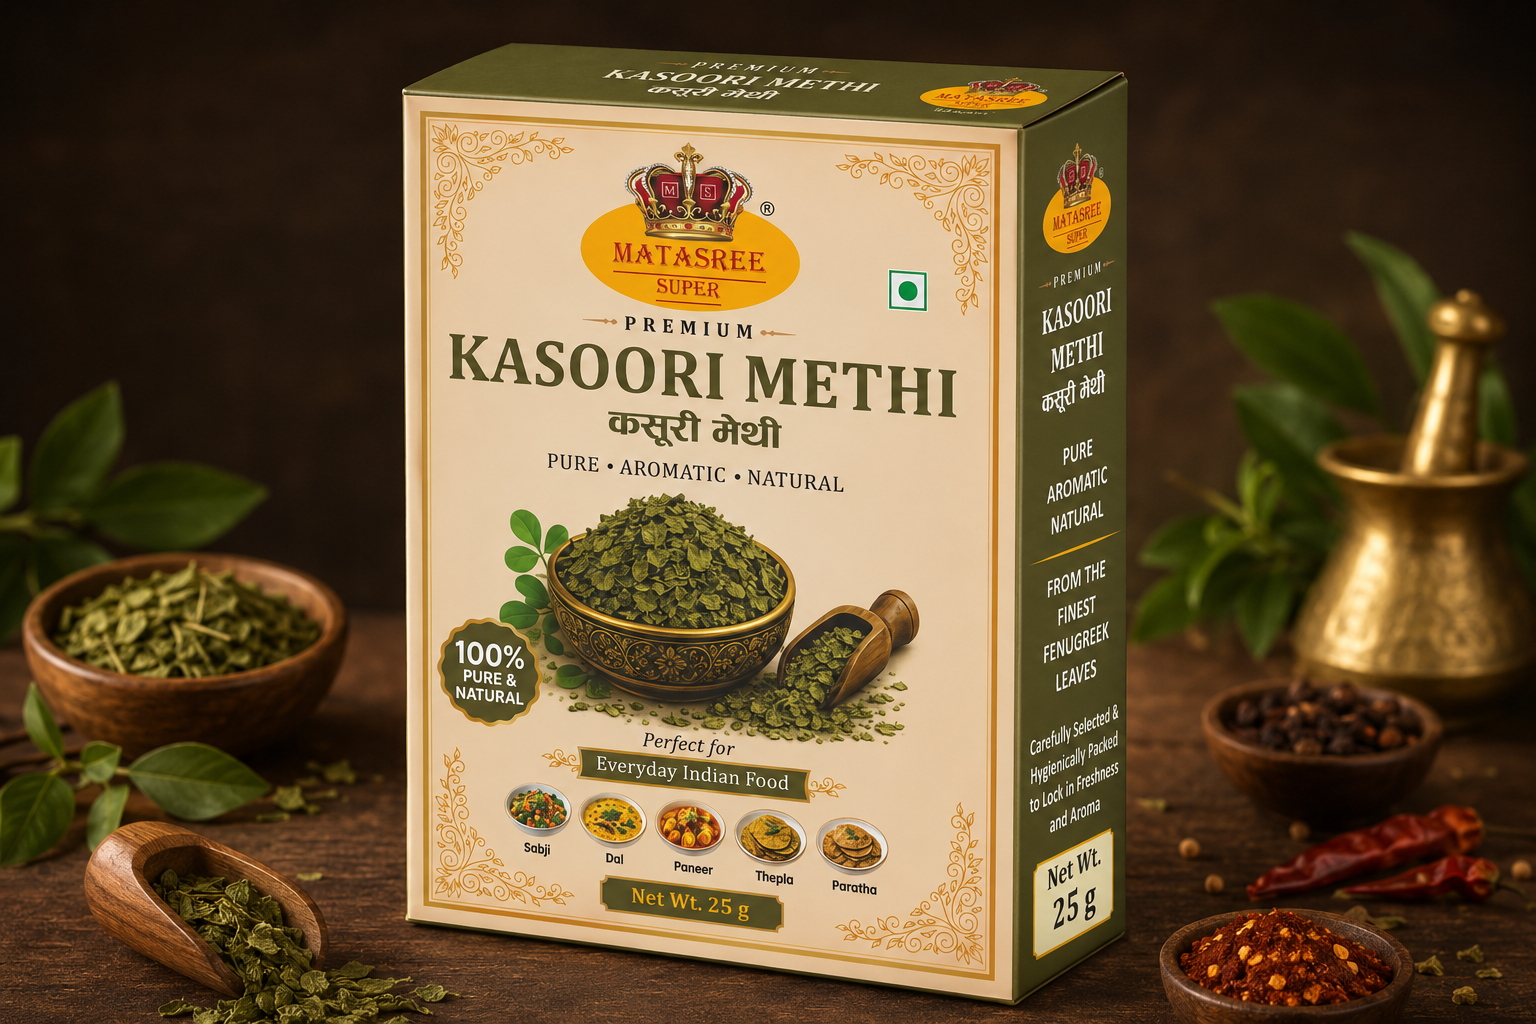 PREMIUM
KASOORI METHI
कसूरी मेथी
MATASREE
SUPER
M S
®
MATASREE
SUPER
PREMIUM
KASOORI METHI
कसूरी मेथी
PURE • AROMATIC • NATURAL
100%
PURE &
NATURAL
Perfect for
Everyday Indian Food
Sabji
Dal
Paneer
Thepla
Paratha
Net Wt. 25 g
®
MATASREE
SUPER
PREMIUM
KASOORI
METHI
कसूरी मेथी
PURE
AROMATIC
NATURAL
FROM THE
FINEST
FENUGREEK
LEAVES
Carefully Selected &
Hygienically Packed
to Lock in Freshness
and Aroma
Net Wt.
25 g